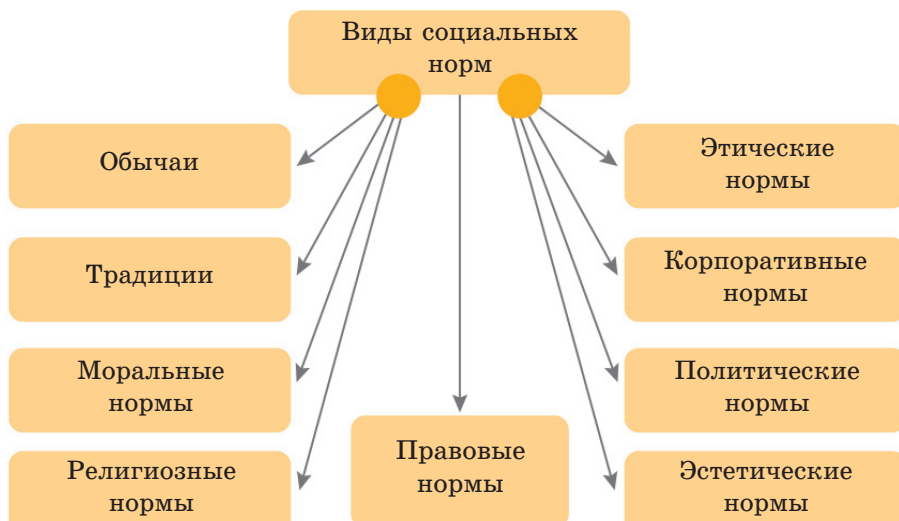 Виды социальных
норм
Обычаи
Традиции
Моральные
нормы
Религиозные
нормы
Правовые
нормы
Этические
нормы
Корпоративные
нормы
Политические
нормы
Эстетические
нормы